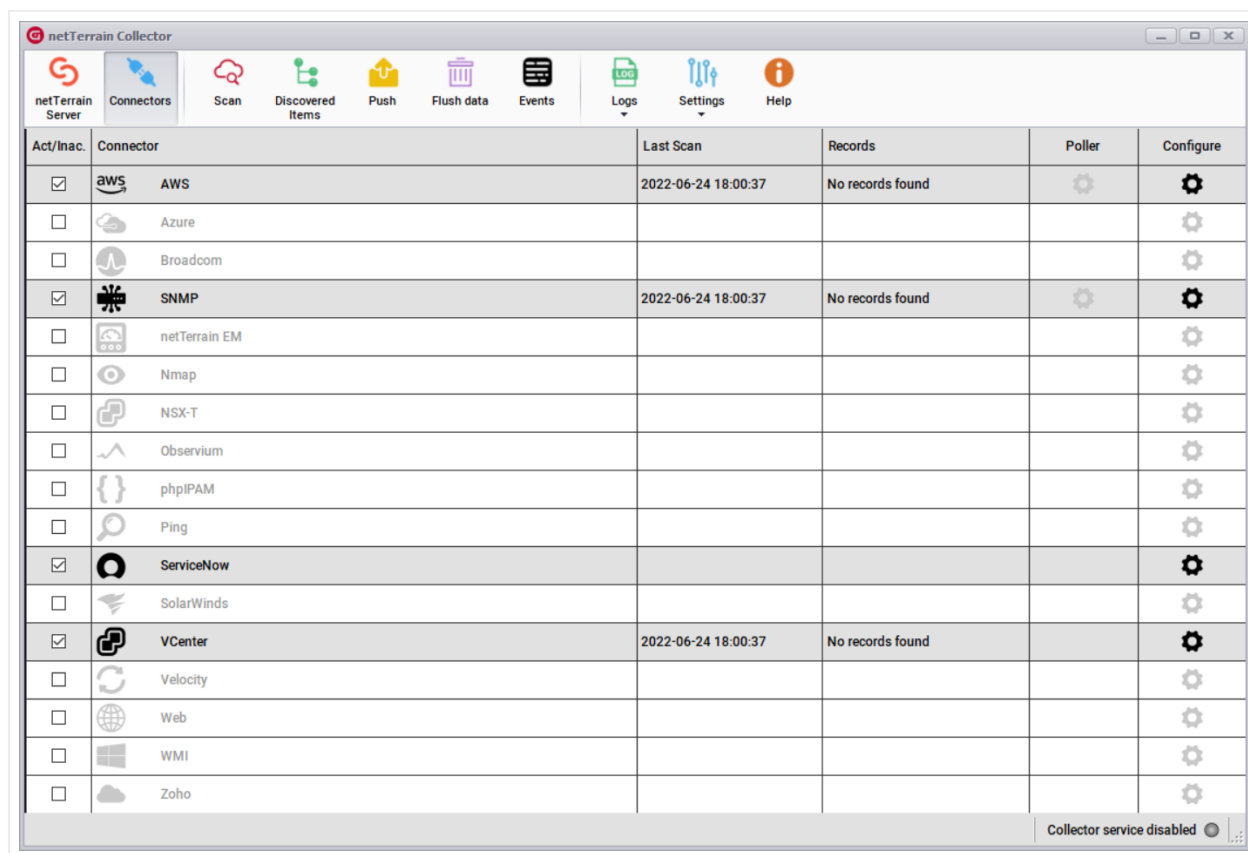 netTerrain Collector
netTerrain Server Connectors Scan Discovered Items Push Flush data Events LOG Logs Settings Help
Act/Inac. Connector Last Scan Records Poller Configure
aws AWS 2022-06-24 18:00:37 No records found
Azure
Broadcom
SNMP 2022-06-24 18:00:37 No records found
netTerrain EM
Nmap
NSX-T
Observium
{ } phpIPAM
Ping
ServiceNow
SolarWinds
VCenter 2022-06-24 18:00:37 No records found
Velocity
Web
WMI
Zoho
Collector service disabled